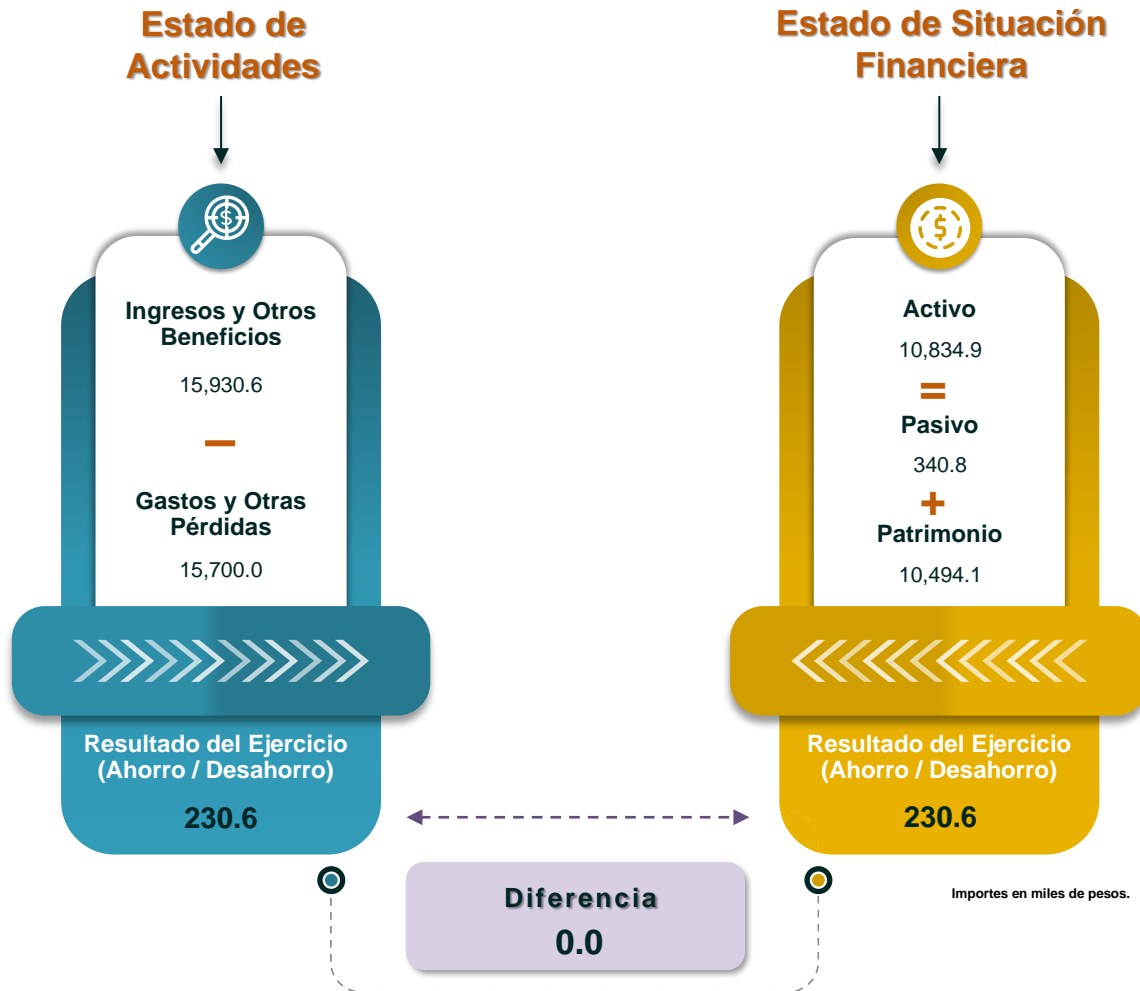 Estado de
Actividades
Ingresos y Otros
Beneficios
15,930.6
–
Gastos y Otras
Pérdidas
15,700.0
Resultado del Ejercicio
(Ahorro / Desahorro)
230.6
Estado de Situación
Financiera
$
Activo
10,834.9
=
Pasivo
340.8
+
Patrimonio
10,494.1
Resultado del Ejercicio
(Ahorro / Desahorro)
230.6
Importes en miles de pesos.
Diferencia
0.0